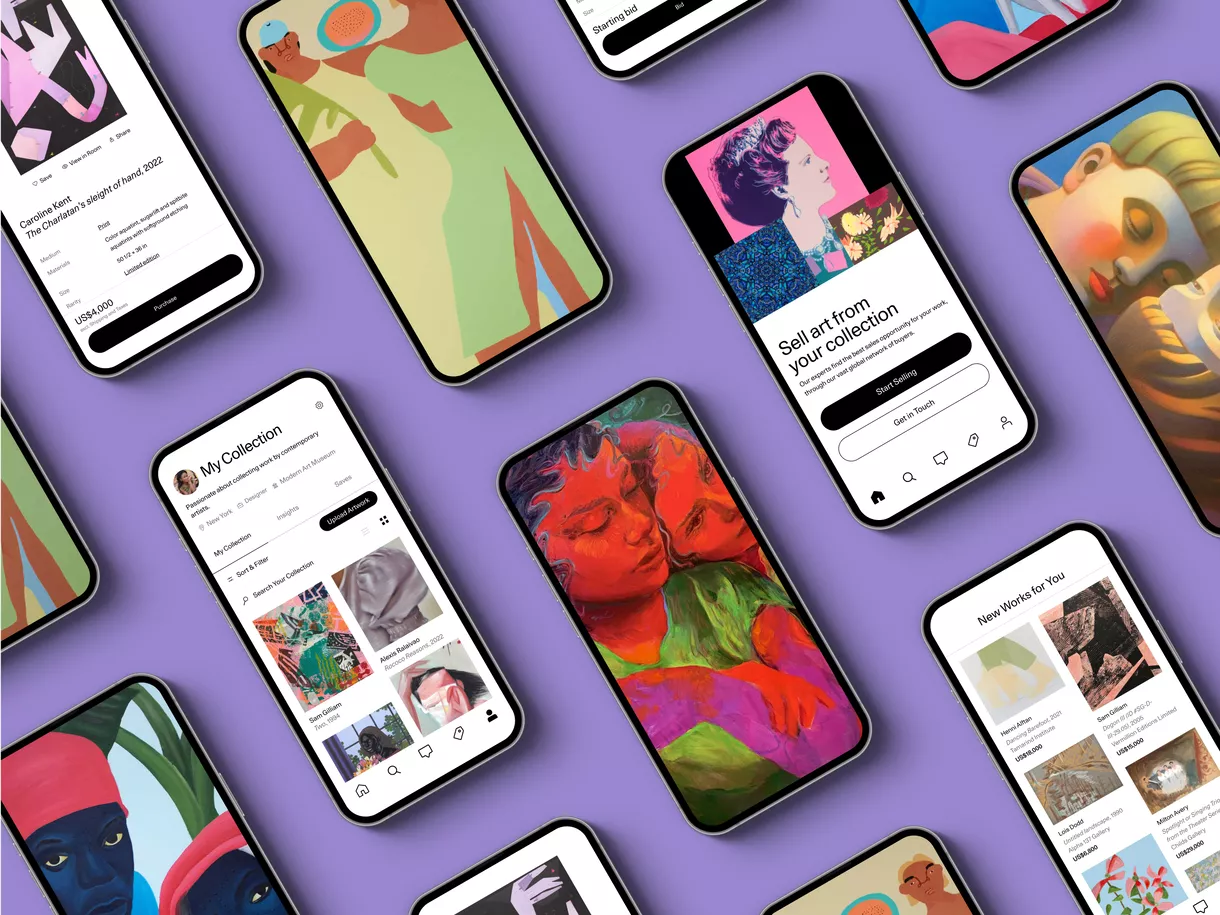 Save
View in Room
Share
Caroline Kent
The Charlatan's sleight of hand, 2022
Medium
Print
Materials
Color aquatint, sugarlift and spitbite
aquatints with softground etching
Size
50 1/2 × 36 in
Rarity
Limited edition
US$4,000
excl. Shipping and Taxes
Purchase
Size
Starting bid
Bid
Sell art from
your collection
Our experts find the best sales opportunity for your work,
through our vast global network of buyers.
Start Selling
Get in Touch
My Collection
Passionate about collecting work by contemporary
artists.
New York
Designer
Modern Art Museum
My Collection
Insights
Saves
Upload Artwork
Sort & Filter
Search Your Collection
Sam Gilliam
Two, 1994
Alexis Ralaivao
Rococo Reasons, 2022
New Works for You
Henni Alftan
Dancing Barefoot, 2021
Tamarind Institute
US$18,000
Sam Gilliam
Dogon III (ID #SG-D-
III-29.05), 2006
Vermillion Editions Limited
US$15,000
Lois Dodd
Untitled landscape, 1990
Alpha 137 Gallery
US$6,800
Milton Avery
Spotlight or Singing Trio
from the Theater Serie
Childs Gallery
US$29,000